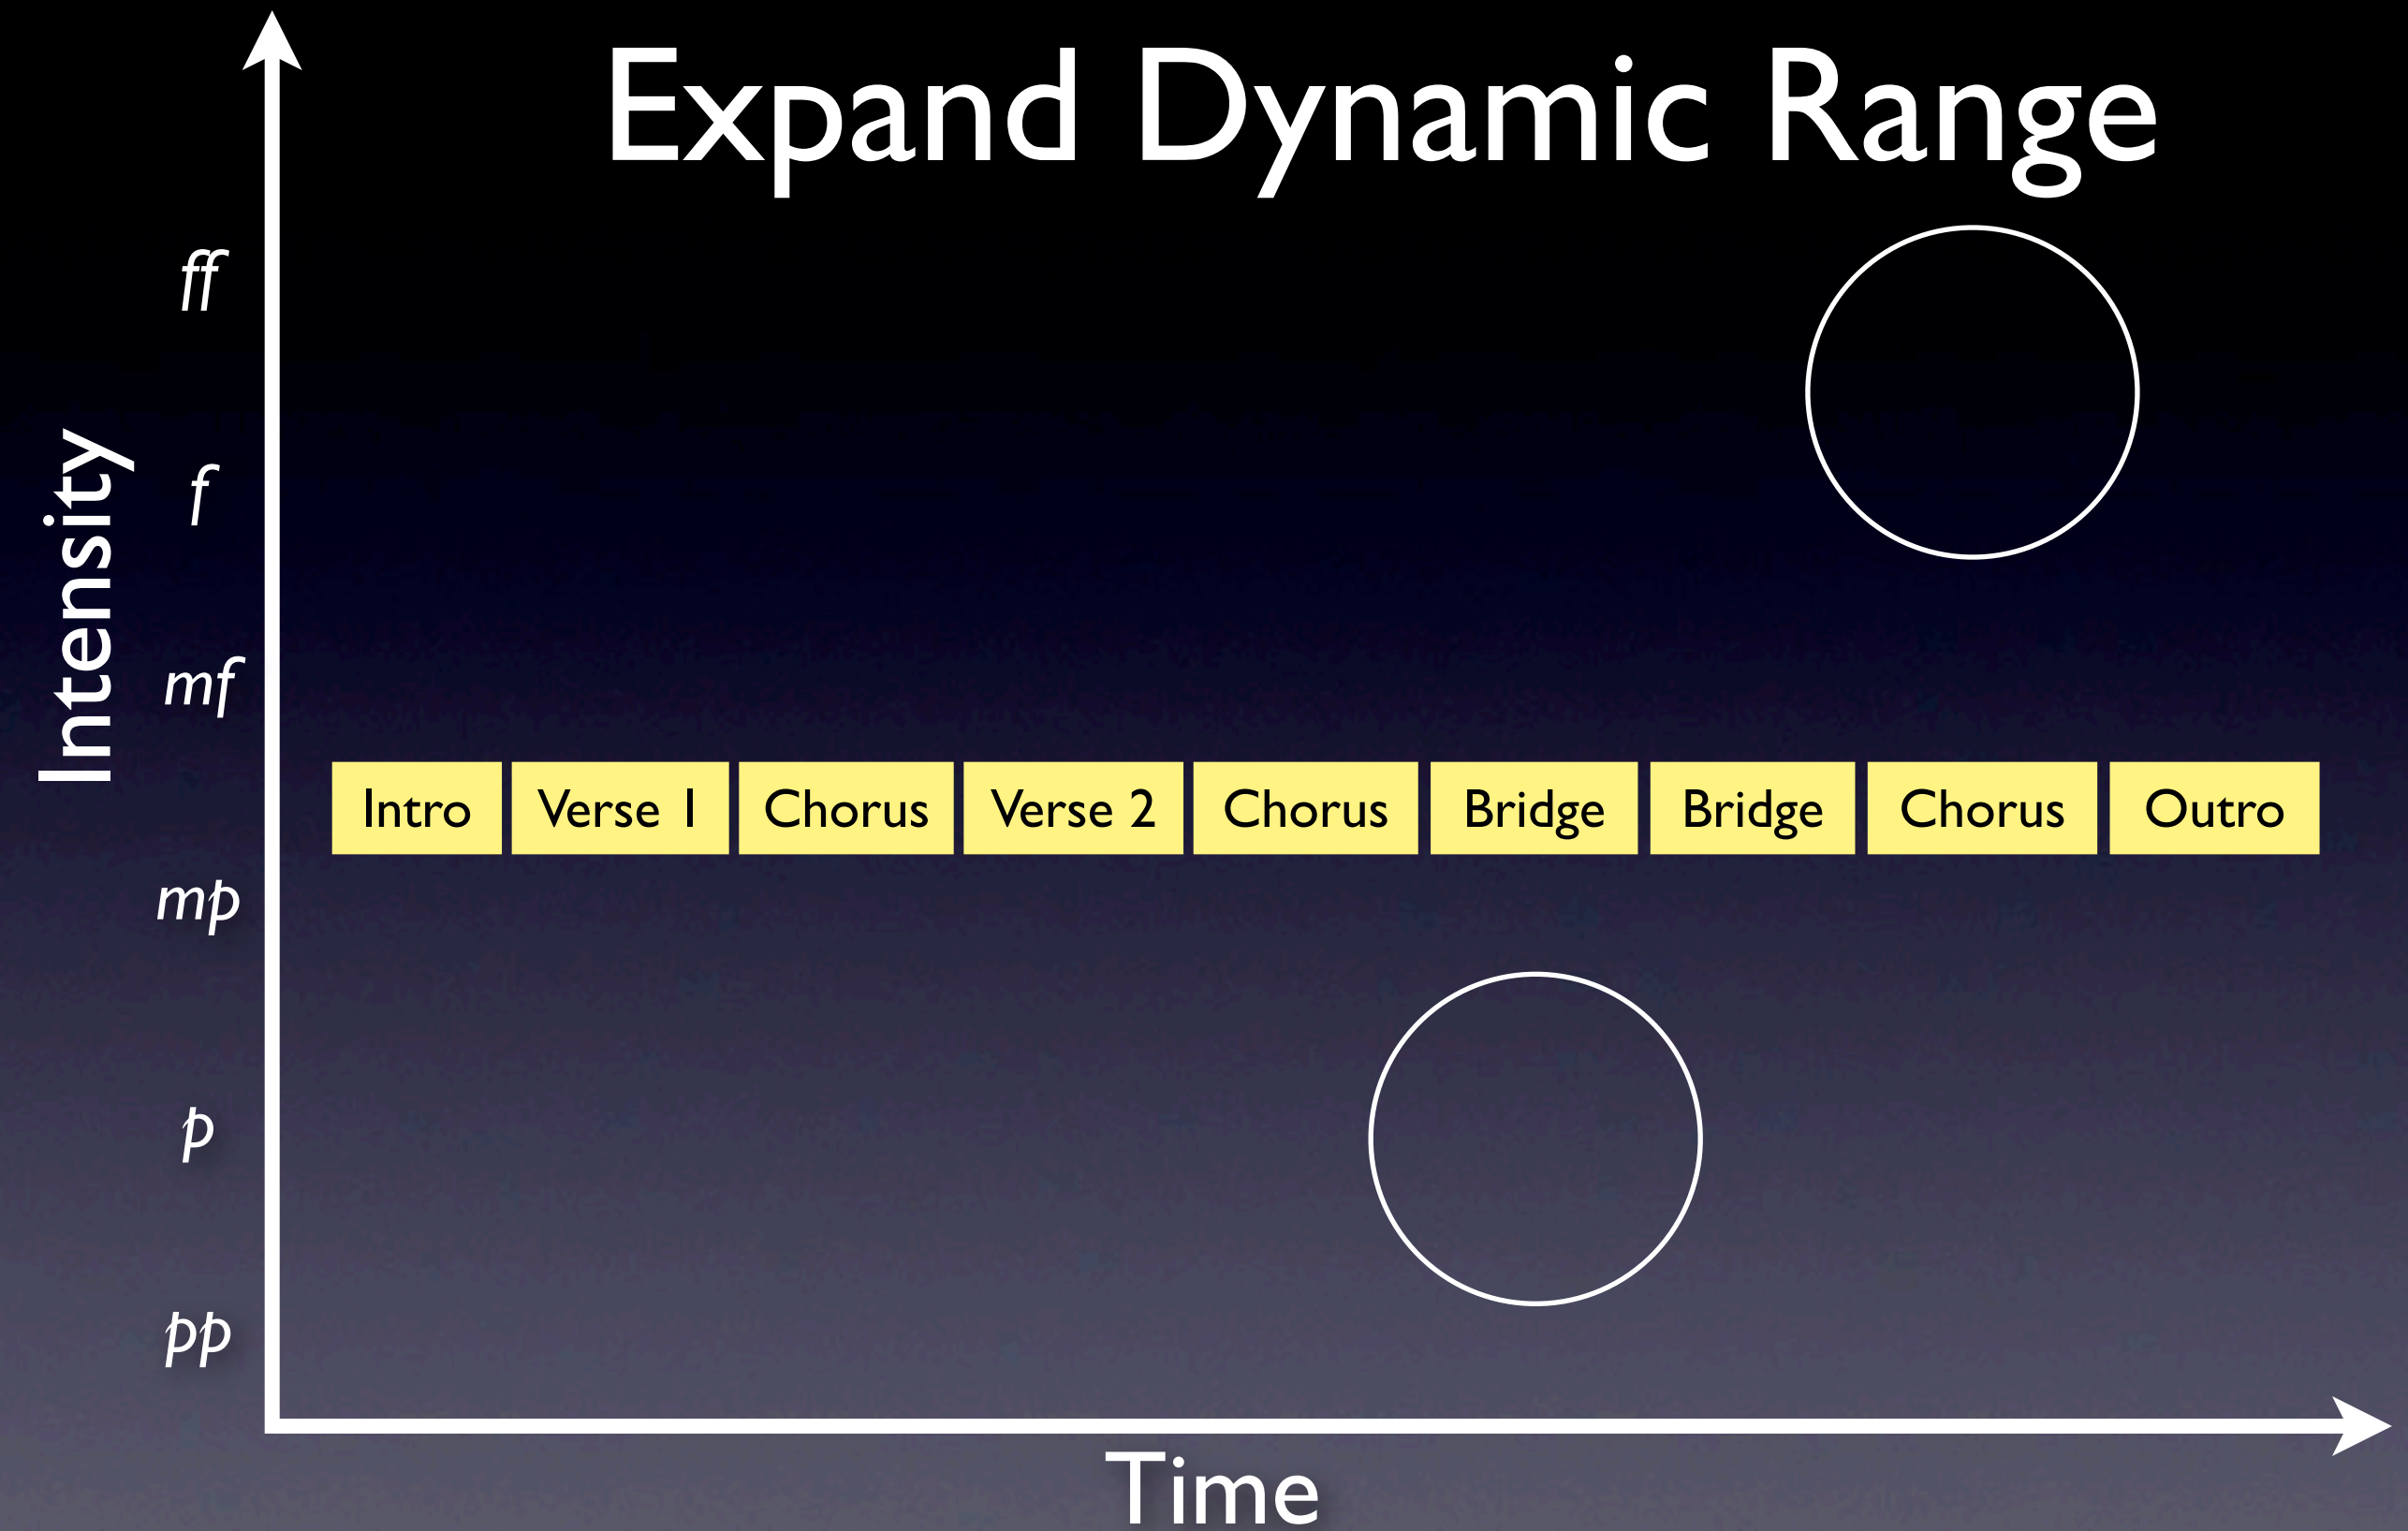 Expand Dynamic Range
Intensity
ff
f
mf
Intro Verse 1 Chorus Verse 2 Chorus Bridge Bridge Chorus Outro
mp
p
pp
Time